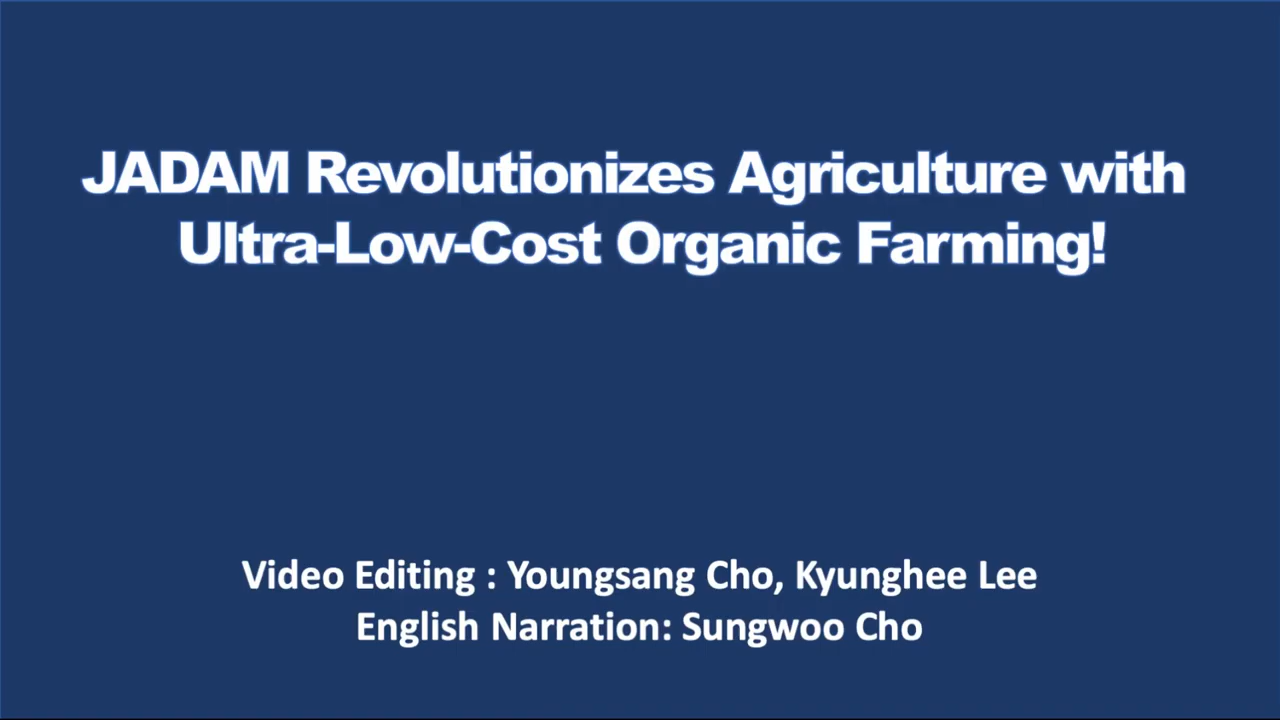 JADAM Revolutionizes Agriculture with
Ultra-Low-Cost Organic Farming!
Video Editing : Youngsang Cho, Kyunghee Lee
English Narration: Sungwoo Cho